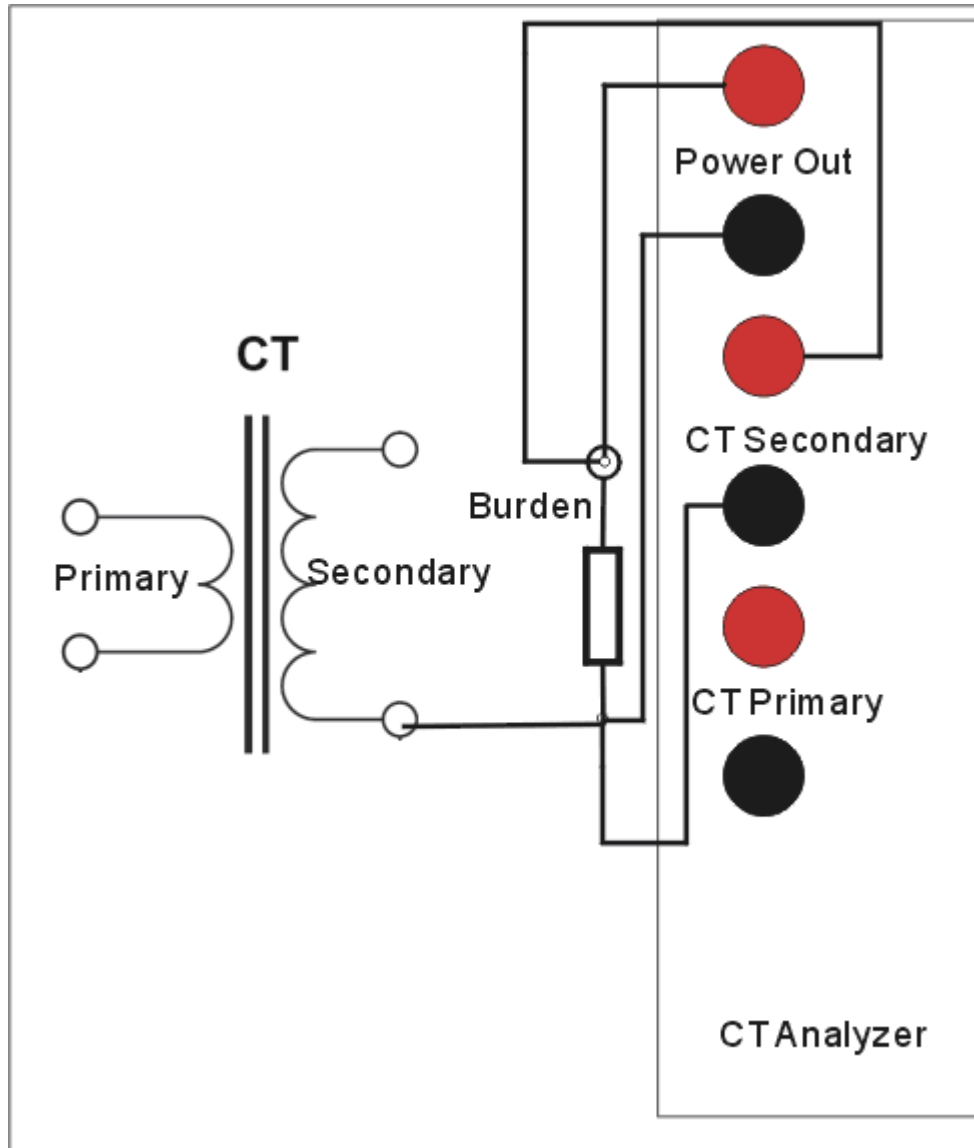 Power Out
CT
CT Secondary
Burden
Primary
Secondary
CT Primary
CT Analyzer